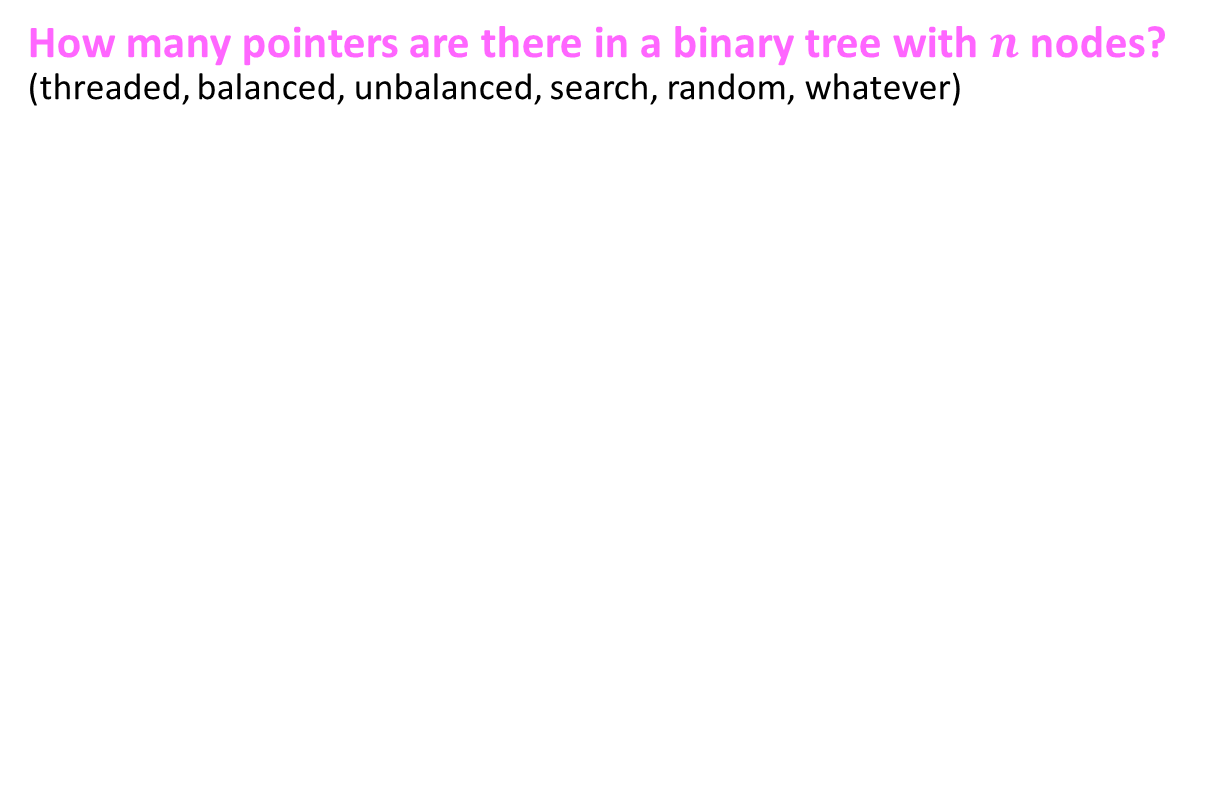 How many pointers are there in a binary tree with n nodes?
(threaded, balanced, unbalanced, search, random, whatever)